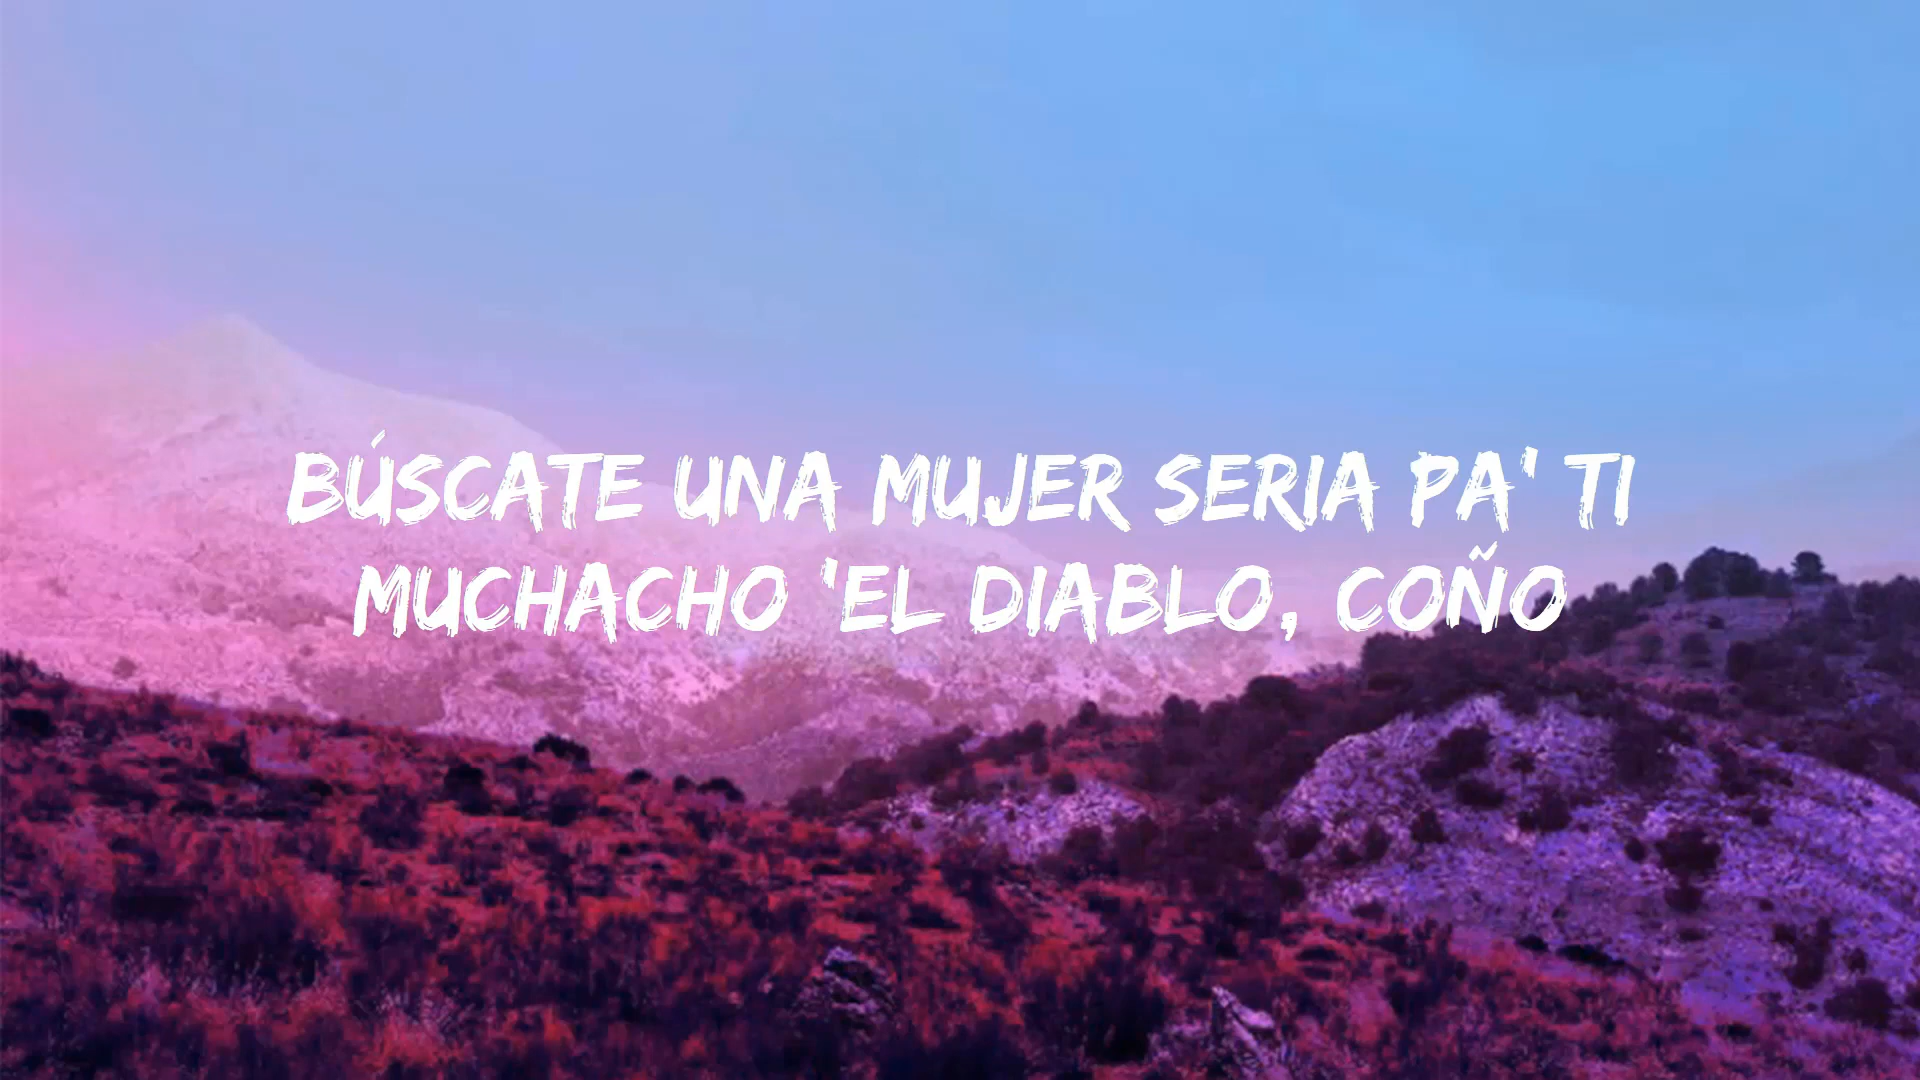 BÚSCATE UNA MUJER SERIA PA' TI
MUCHACHO 'EL DIABLO, COÑO